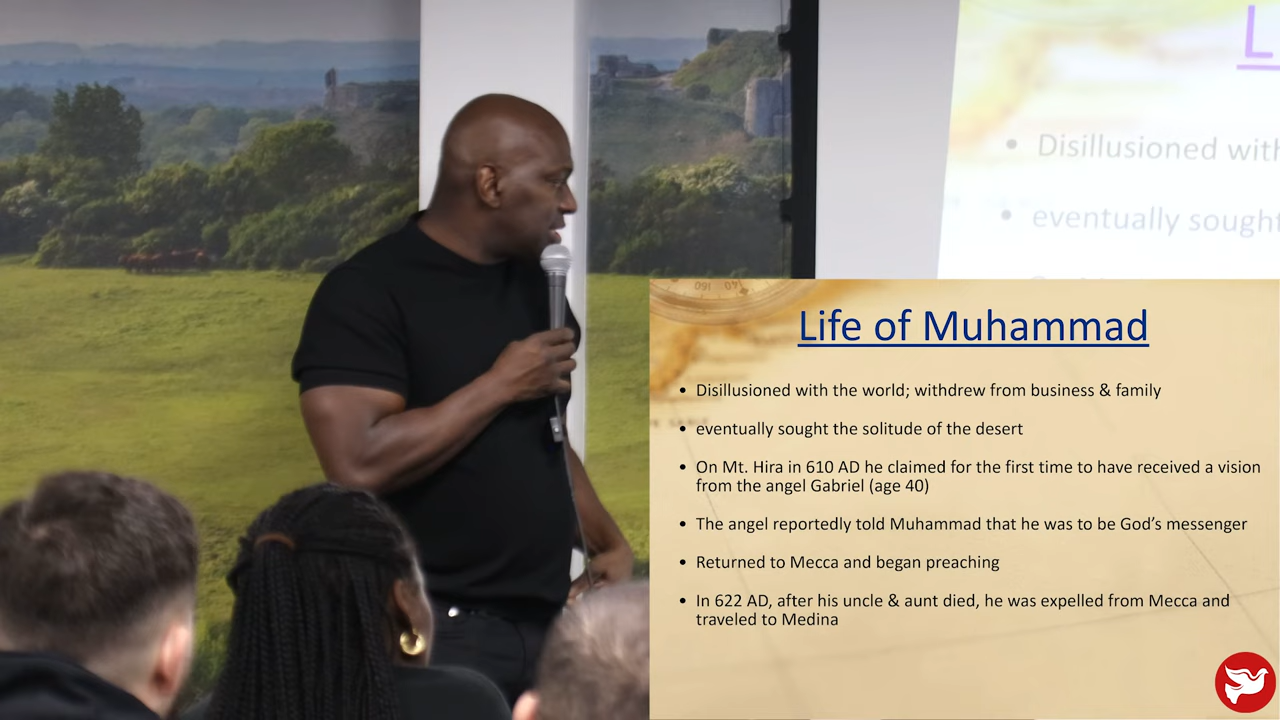 L
• Disillusioned with
• eventually sought
Life of Muhammad
• Disillusioned with the world; withdrew from business & family
• eventually sought the solitude of the desert
• On Mt. Hira in 610 AD he claimed for the first time to have received a vision
from the angel Gabriel (age 40)
• The angel reportedly told Muhammad that he was to be God’s messenger
• Returned to Mecca and began preaching
• In 622 AD, after his uncle & aunt died, he was expelled from Mecca and
traveled to Medina